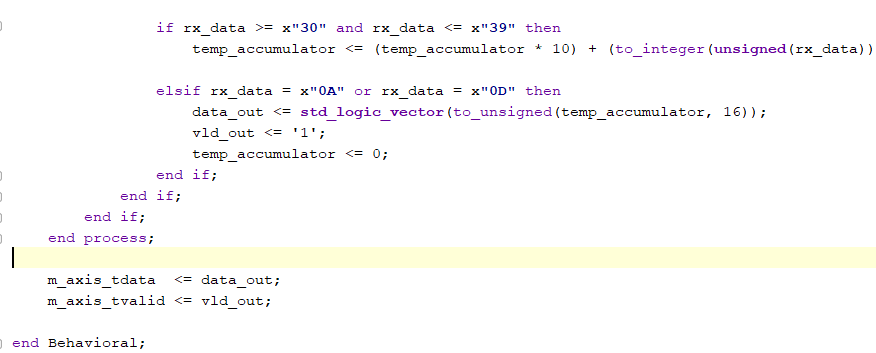 if rx_data >= x"30" and rx_data <= x"39" then
temp_accumulator <= (temp_accumulator * 10) + (to_integer(unsigned(rx_data))
elsif rx_data = x"0A" or rx_data = x"0D" then
data_out <= std_logic_vector(to_unsigned(temp_accumulator, 16));
vld_out <= '1';
temp_accumulator <= 0;
end if;
end if;
end if;
end process;
m_axis_tdata  <= data_out;
m_axis_tvalid <= vld_out;
end Behavioral;